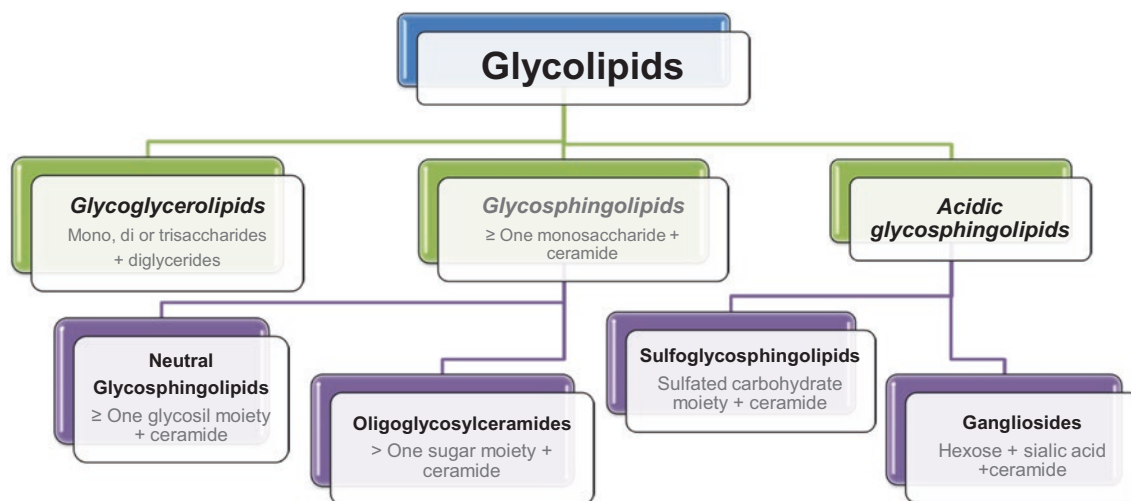 Glycolipids
Glycoglycerolipids
Mono, di or trisaccharides
+ diglycerides
Glycosphingolipids
≥ One monosaccharide +
ceramide
Acidic
glycosphingolipids
Neutral
Glycosphingolipids
≥ One glycosil moiety
+ ceramide
Oligoglycosylceramides
> One sugar moiety +
ceramide
Sulfoglycosphingolipids
Sulfated carbohydrate
moiety + ceramide
Gangliosides
Hexose + sialic acid
+ceramide